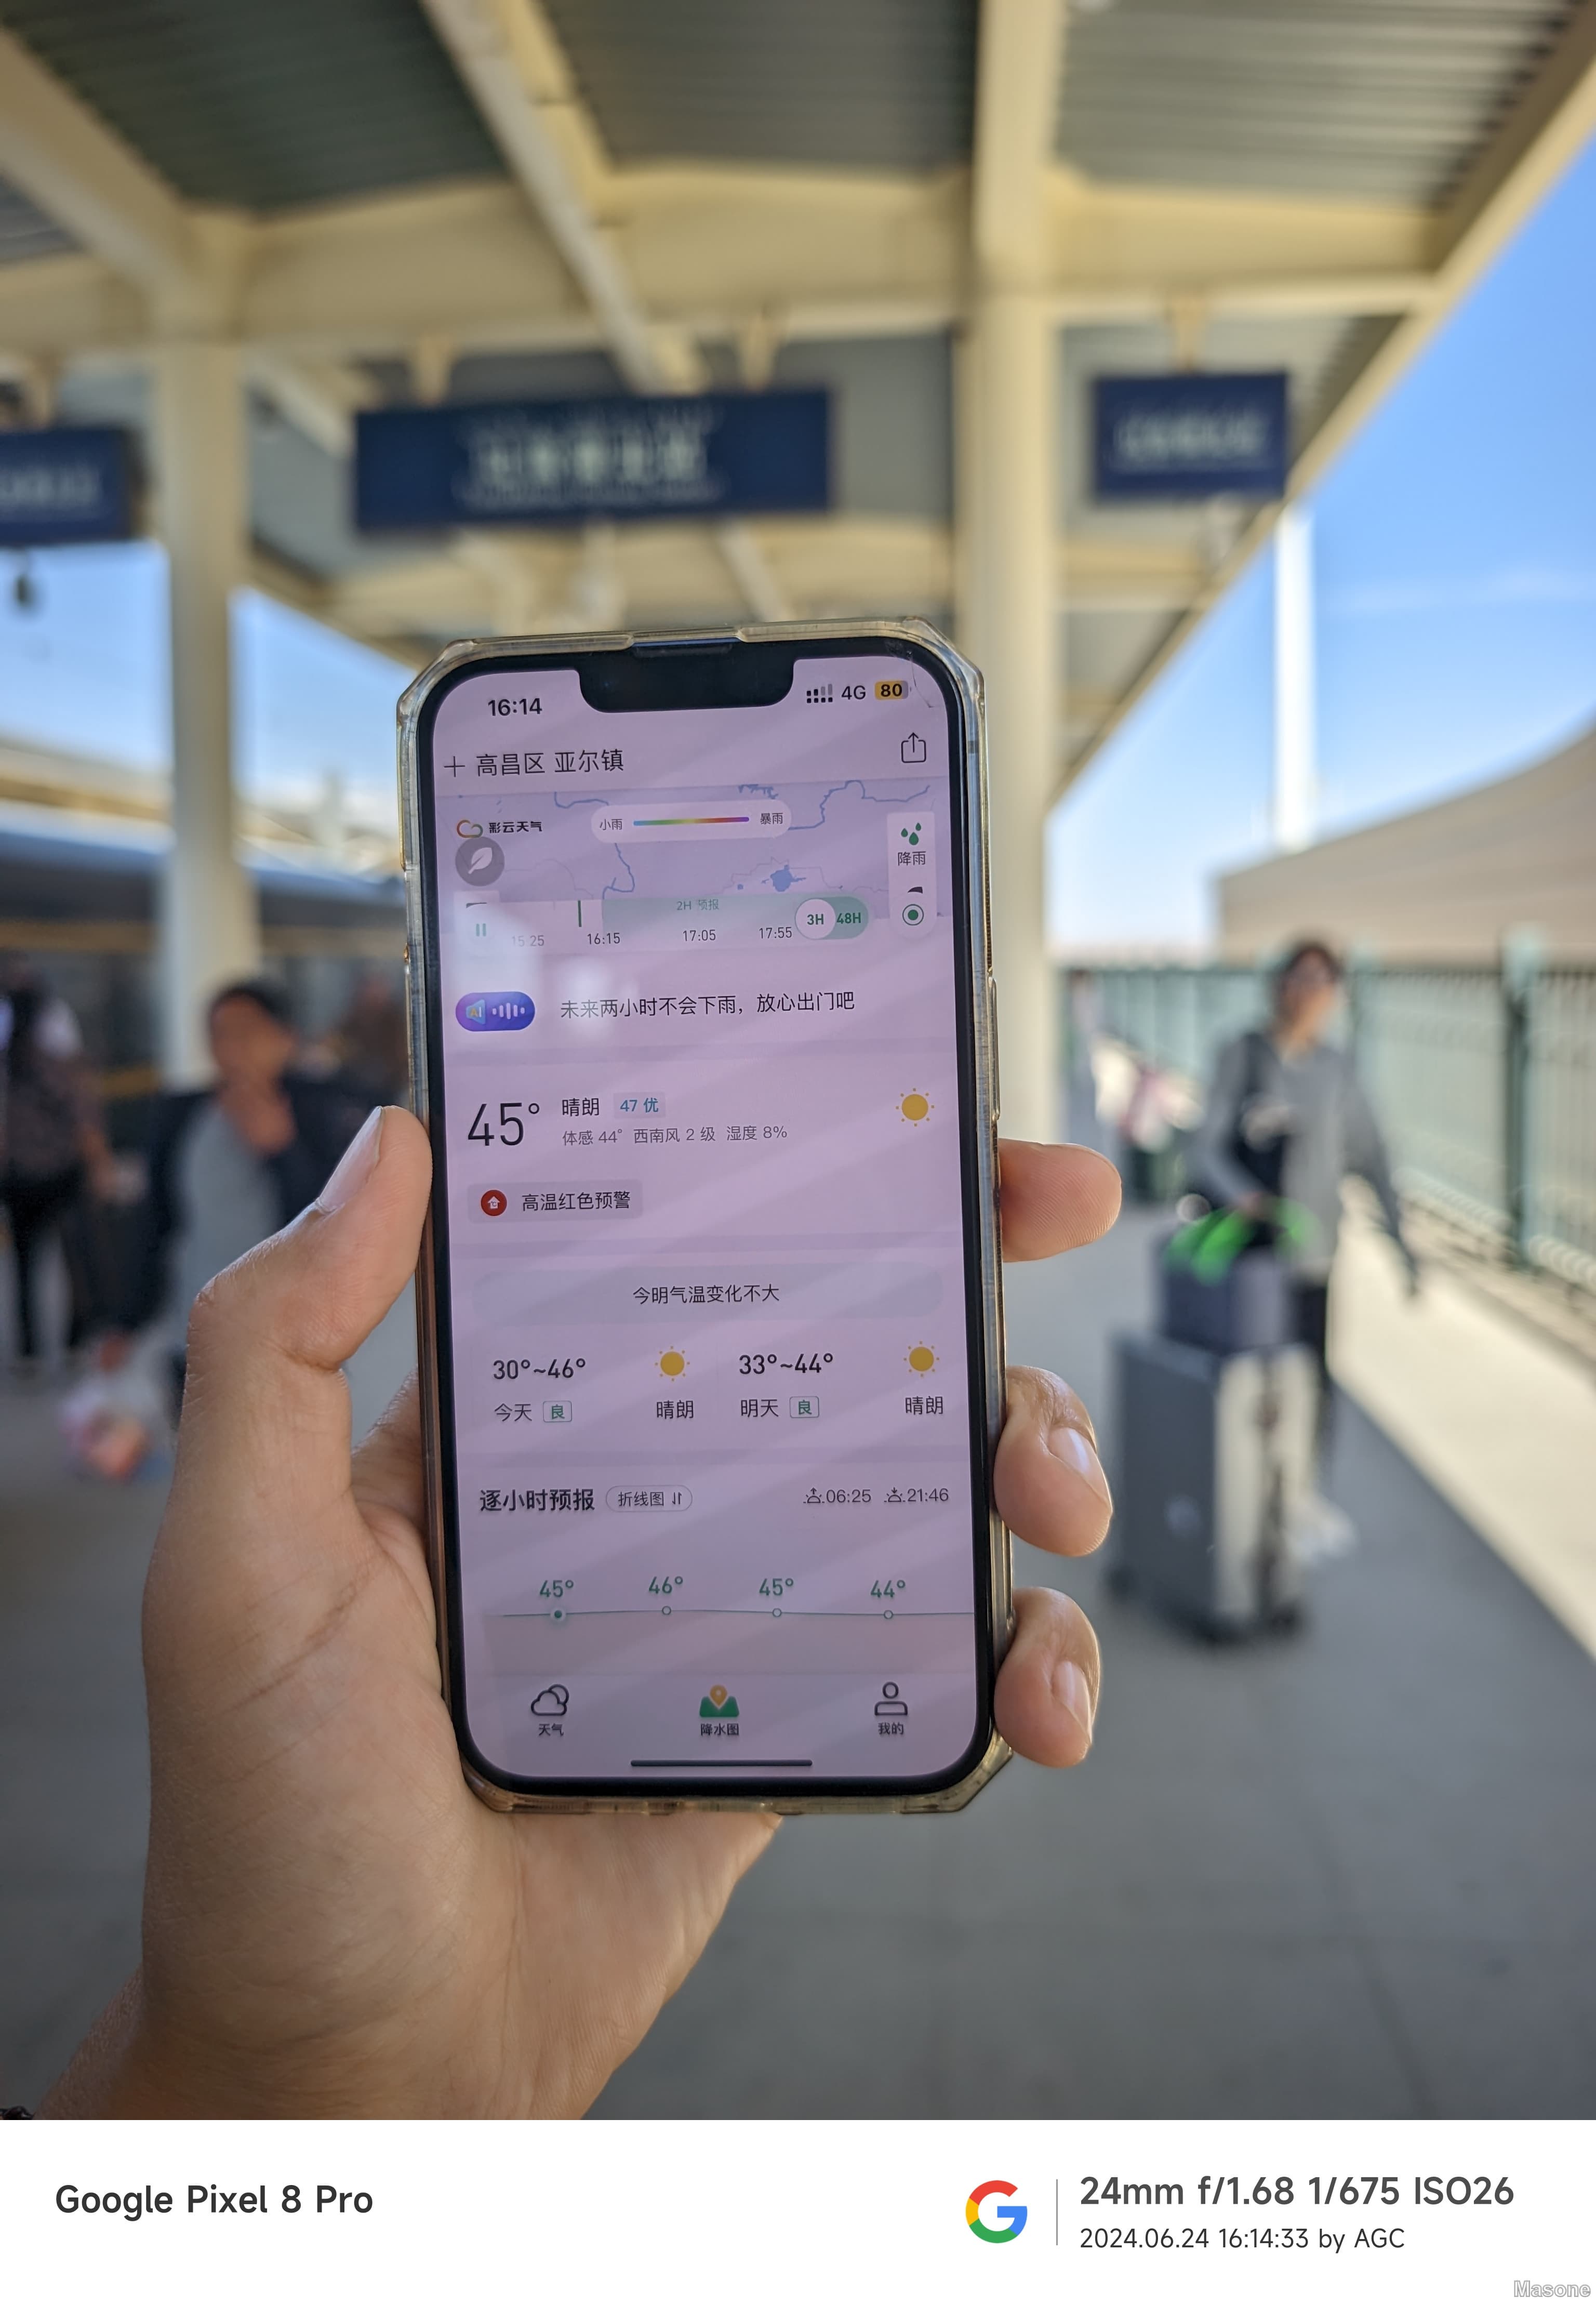 16:14
4G 80
高昌区 亚尔镇
彩云天气
小雨
暴雨
降雨
2H 预报
3H 48H
15:25 16:15 17:05 17:55
AI
未来两小时不会下雨，放心出门吧
45° 晴朗 47 优
体感 44° 西南风 2 级 湿度 8%
高温红色预警
今明气温变化不大
30°~46° 33°~44°
今天 良 晴朗 明天 良 晴朗
逐小时预报 折线图 06:25 21:46
45° 46° 45° 44°
天气 降水图 我的
Google Pixel 8 Pro
24mm f/1.68 1/675 ISO26
2024.06.24 16:14:33 by AGC
Masone